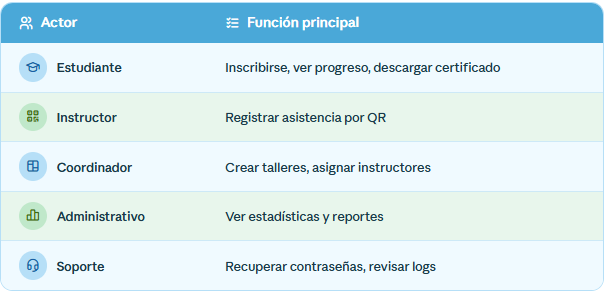 Actor Función principal
Estudiante Inscribirse, ver progreso, descargar certificado
Instructor Registrar asistencia por QR
Coordinador Crear talleres, asignar instructores
Administrativo Ver estadísticas y reportes
Soporte Recuperar contraseñas, revisar logs